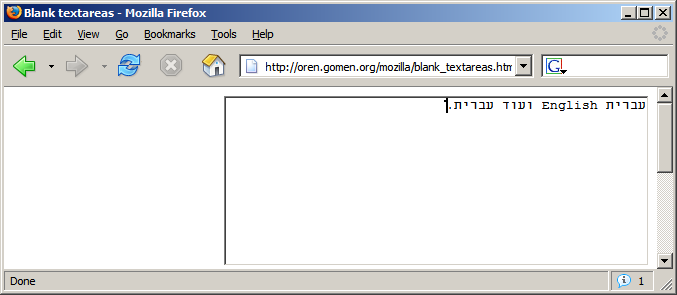 Blank textareas - Mozilla Firefox
File Edit View Go Bookmarks Tools Help
http://oren.gomen.org/mozilla/blank_textareas.htm
G
עברית English ועוד עברית.
Done
1